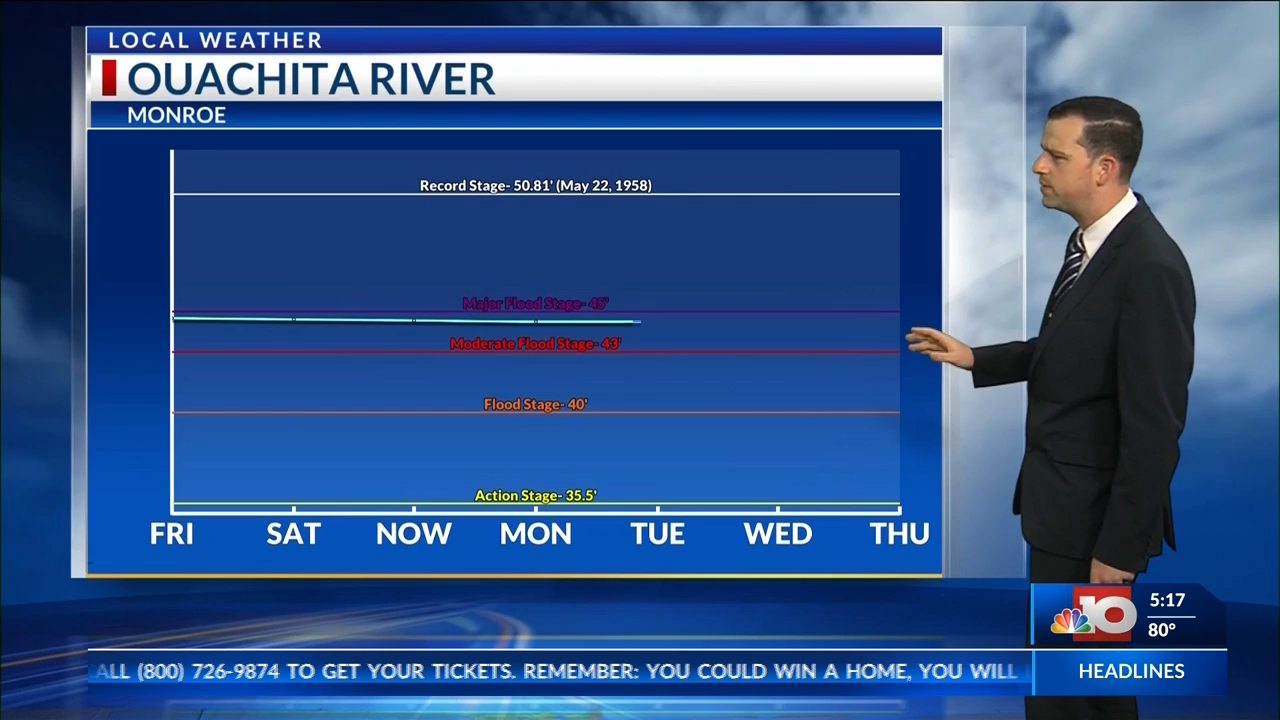 LOCAL WEATHER
OUACHITA RIVER
MONROE
Record Stage- 50.81' (May 22, 1958)
Major Flood Stage- 45'
Moderate Flood Stage- 43'
Flood Stage- 40'
Action Stage- 35.5'
FRI SAT NOW MON TUE WED THU
10
5:17
80°
ALL (800) 726-9874 TO GET YOUR TICKETS. REMEMBER: YOU COULD WIN A HOME, YOU WILL
HEADLINES